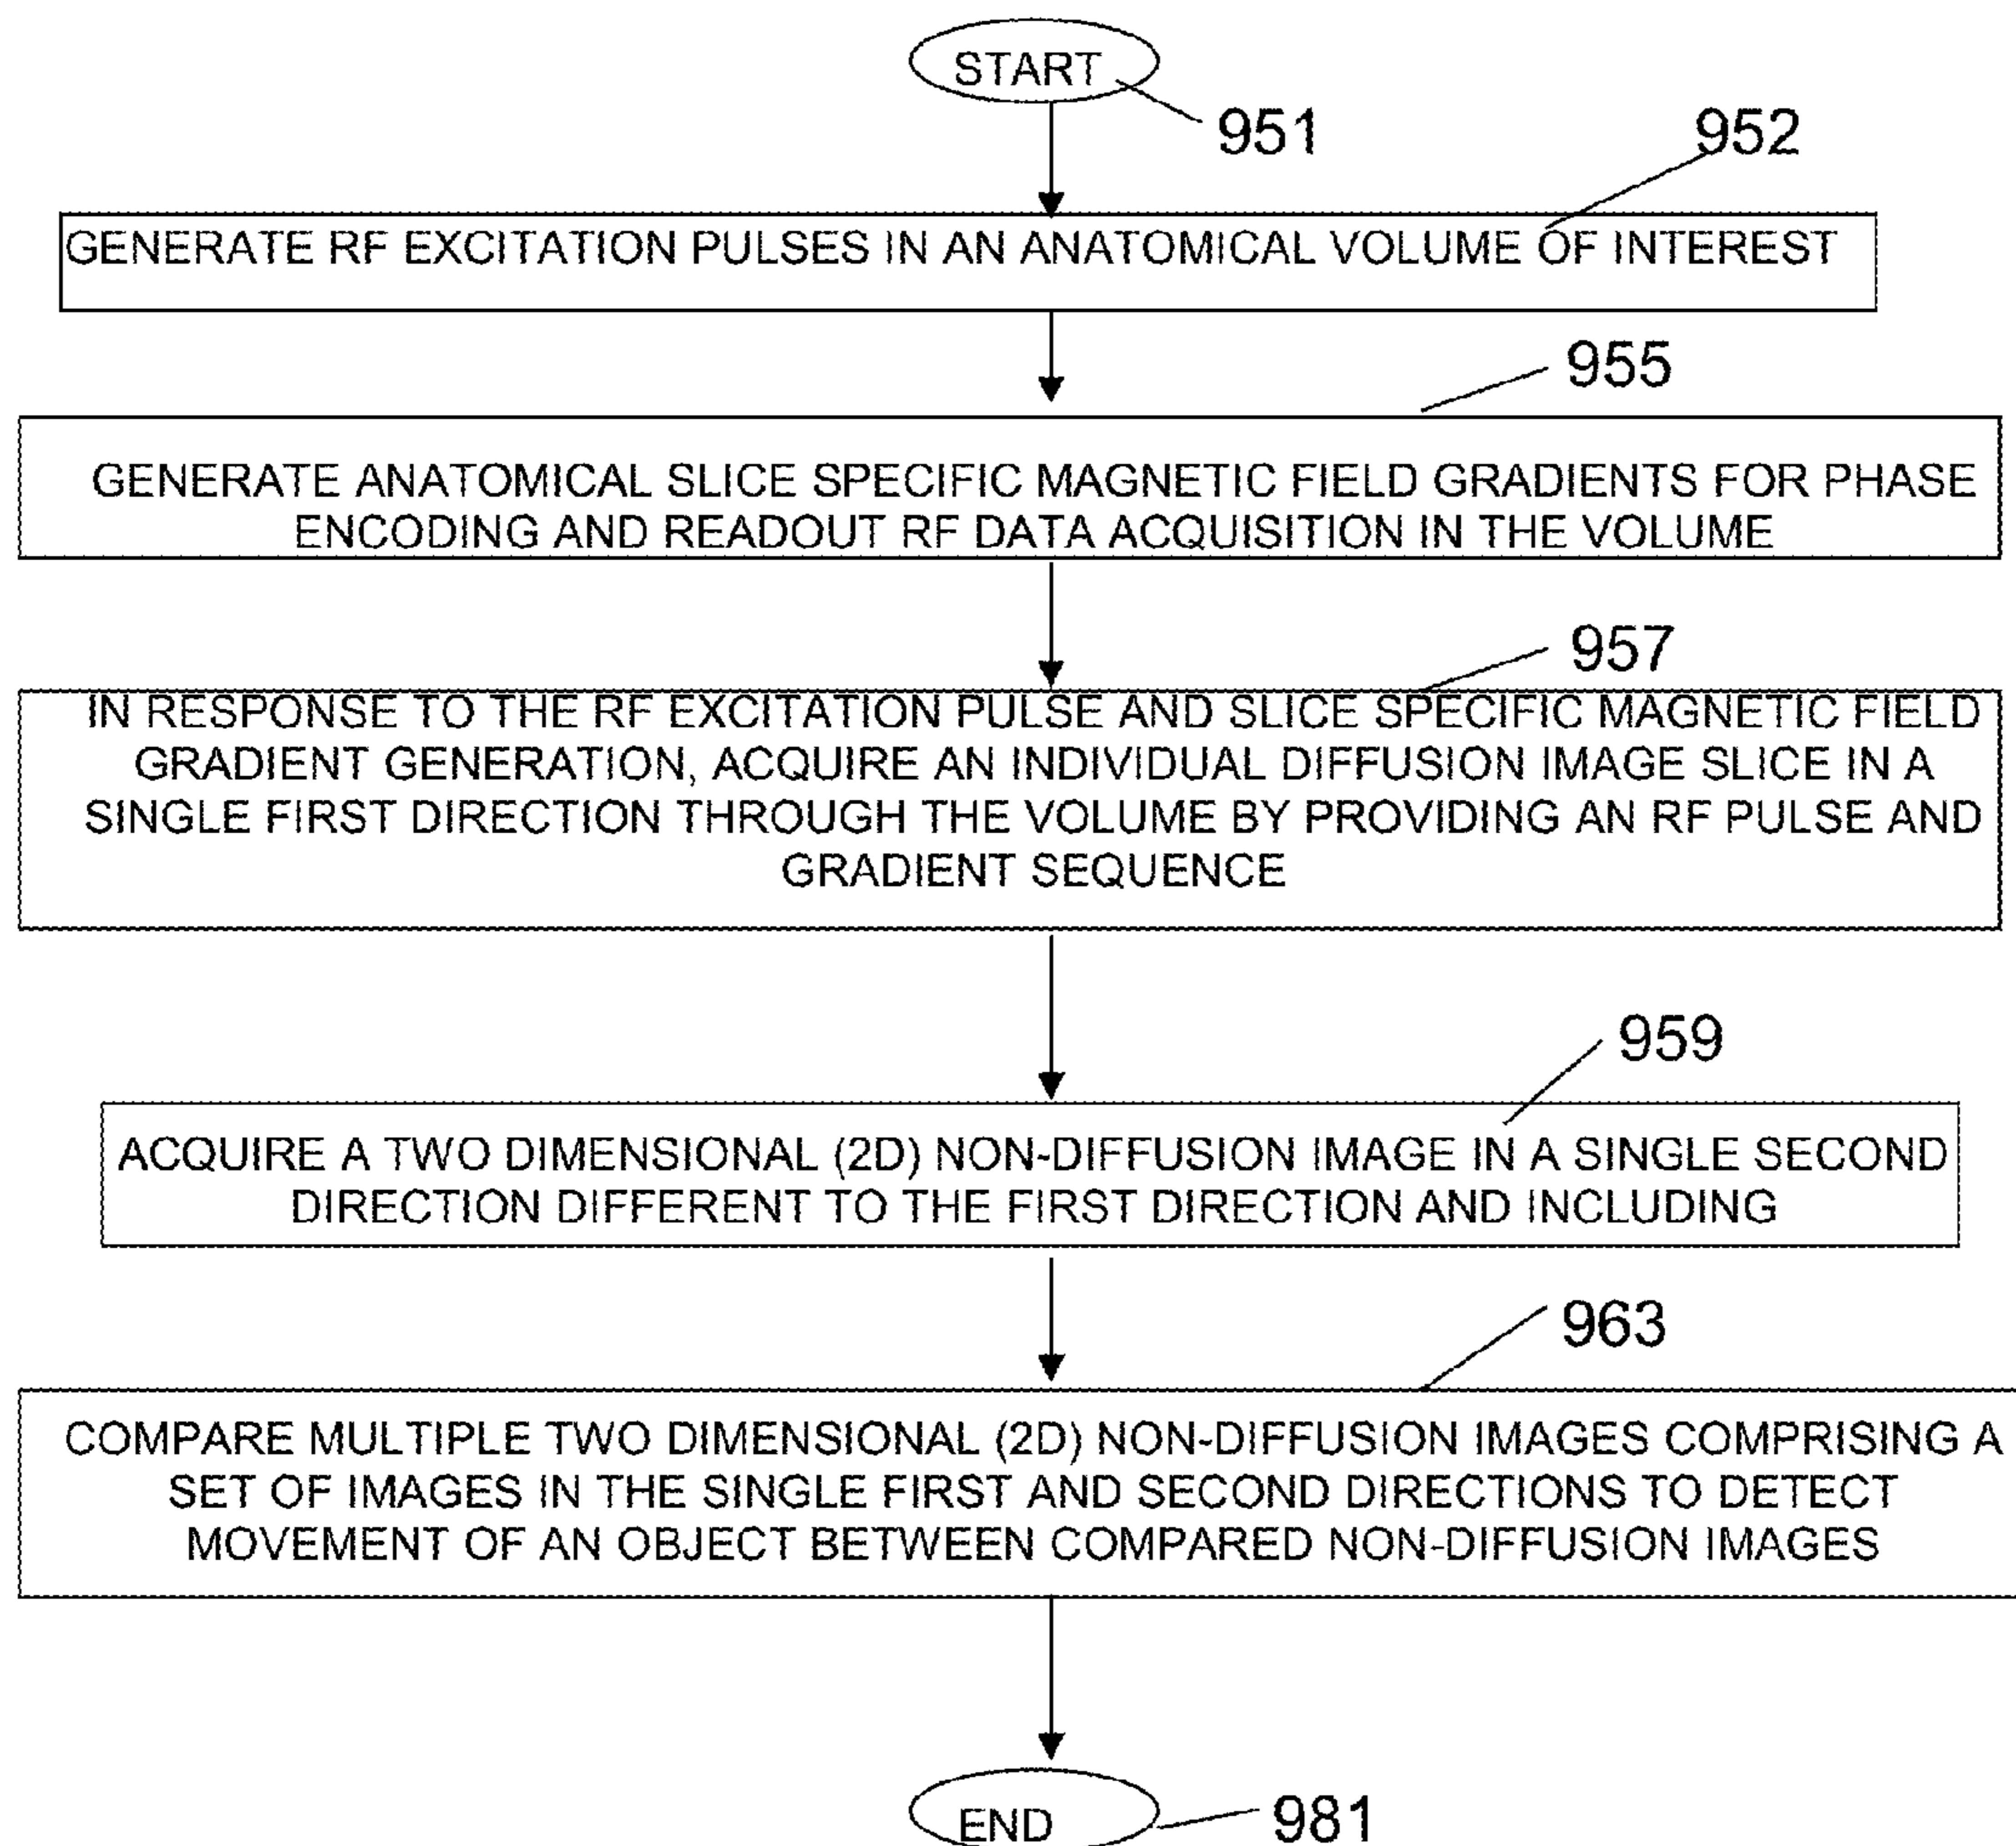 START
951
952
GENERATE RF EXCITATION PULSES IN AN ANATOMICAL VOLUME OF INTEREST
955
GENERATE ANATOMICAL SLICE SPECIFIC MAGNETIC FIELD GRADIENTS FOR PHASE
ENCODING AND READOUT RF DATA ACQUISITION IN THE VOLUME
957
IN RESPONSE TO THE RF EXCITATION PULSE AND SLICE SPECIFIC MAGNETIC FIELD
GRADIENT GENERATION, ACQUIRE AN INDIVIDUAL DIFFUSION IMAGE SLICE IN A
SINGLE FIRST DIRECTION THROUGH THE VOLUME BY PROVIDING AN RF PULSE AND
GRADIENT SEQUENCE
959
ACQUIRE A TWO DIMENSIONAL (2D) NON-DIFFUSION IMAGE IN A SINGLE SECOND
DIRECTION DIFFERENT TO THE FIRST DIRECTION AND INCLUDING
963
COMPARE MULTIPLE TWO DIMENSIONAL (2D) NON-DIFFUSION IMAGES COMPRISING A
SET OF IMAGES IN THE SINGLE FIRST AND SECOND DIRECTIONS TO DETECT
MOVEMENT OF AN OBJECT BETWEEN COMPARED NON-DIFFUSION IMAGES
END
981